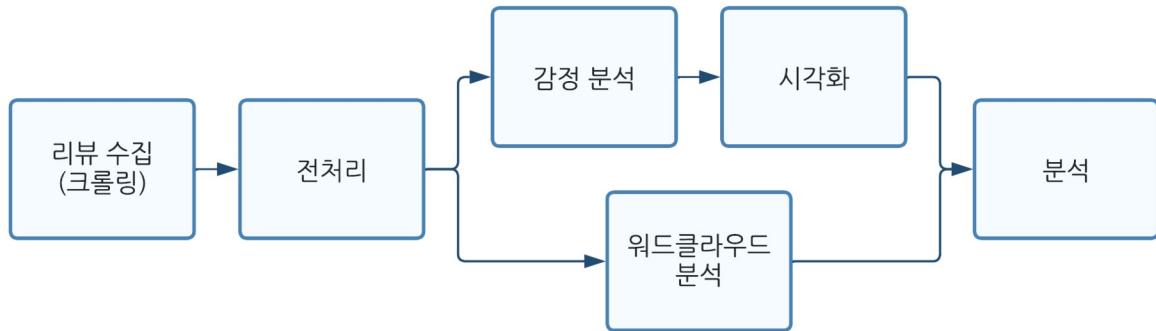 리뷰 수집
(크롤링)
전처리
감정 분석
시각화
워드클라우드
분석
분석